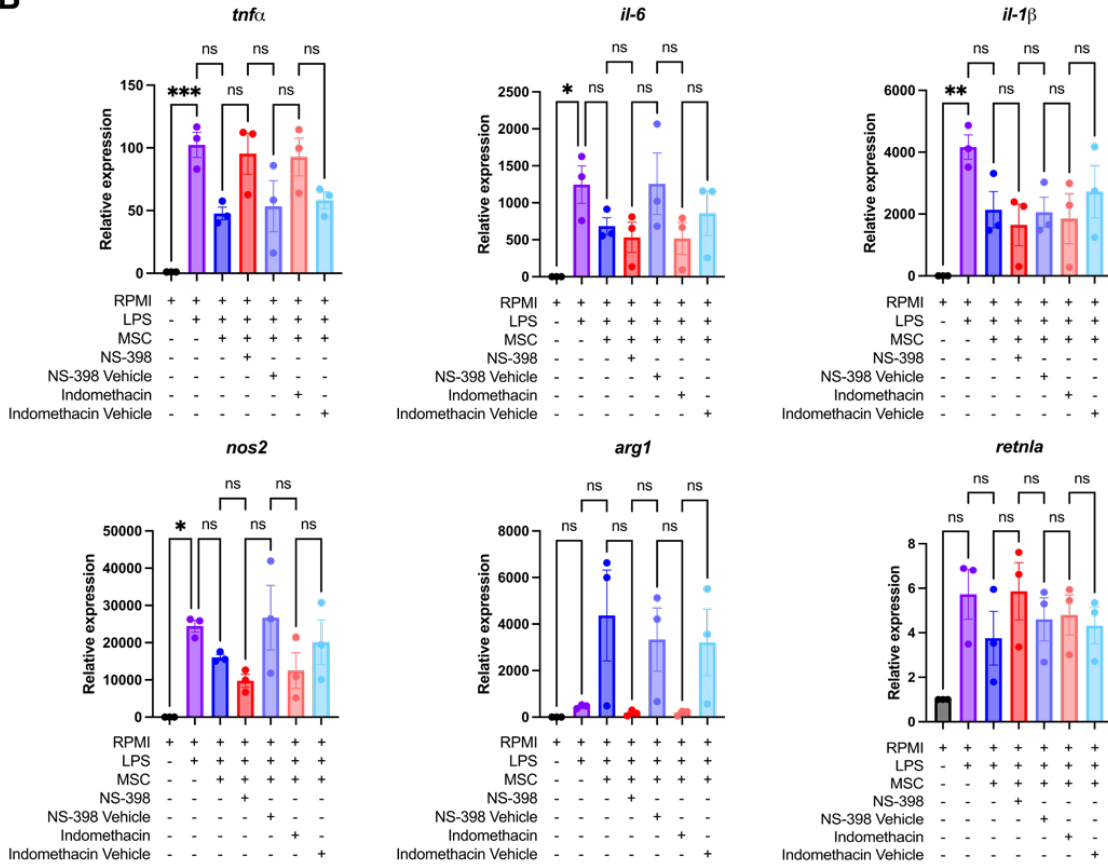 B
tnfα
ns ns ns
*** ns ns
Relative expression
150
100
50
0
RPMI + + + + + + +
LPS - + + + + + +
MSC - - + + + + +
NS-398 - - - + - - -
NS-398 Vehicle - - - - + - -
Indomethacin - - - - - + -
Indomethacin Vehicle - - - - - - +
il-6
ns ns
* ns ns ns
Relative expression
2500
2000
1500
1000
500
0
RPMI + + + + + + +
LPS - + + + + + +
MSC - - + + + + +
NS-398 - - - + - - -
NS-398 Vehicle - - - - + - -
Indomethacin - - - - - + -
Indomethacin Vehicle - - - - - - +
il-1β
ns ns ns
** ns ns
Relative expression
6000
4000
2000
0
RPMI + + + + + + +
LPS - + + + + + +
MSC - - + + + + +
NS-398 - - - + - - -
NS-398 Vehicle - - - - + - -
Indomethacin - - - - - + -
Indomethacin Vehicle - - - - - - +
nos2
ns ns
* ns ns ns
Relative expression
50000
40000
30000
20000
10000
0
RPMI + + + + + + +
LPS - + + + + + +
MSC - - + + + + +
NS-398 - - - + - - -
NS-398 Vehicle - - - - + - -
Indomethacin - - - - - + -
Indomethacin Vehicle - - - - - - +
arg1
ns ns ns
ns ns ns
Relative expression
8000
6000
4000
2000
0
RPMI + + + + + + +
LPS - + + + + + +
MSC - - + + + + +
NS-398 - - - + - - -
NS-398 Vehicle - - - - + - -
Indomethacin - - - - - + -
Indomethacin Vehicle - - - - - - +
retnla
ns ns ns
ns ns ns
Relative expression
8
6
4
2
0
RPMI + + + + + + +
LPS - + + + + + +
MSC - - + + + + +
NS-398 - - - + - - -
NS-398 Vehicle - - - - + - -
Indomethacin - - - - - + -
Indomethacin Vehicle - - - - - - +